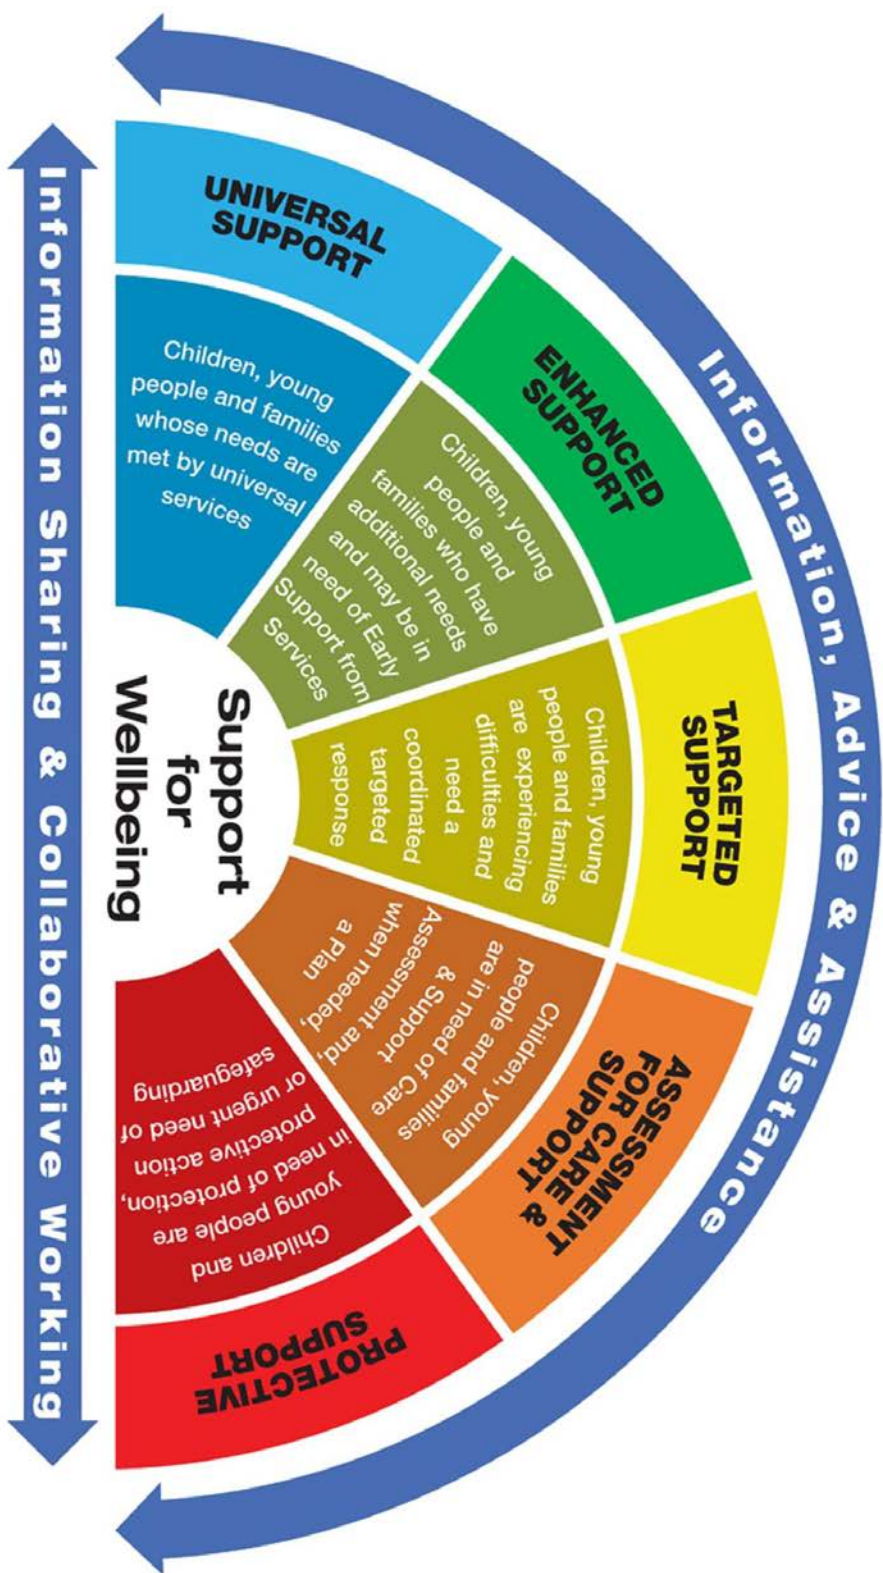 Information, Advice & Assistance
UNIVERSAL
SUPPORT
Children, young
people and families
whose needs are
met by universal
services
ENHANCED
SUPPORT
Children, young
people and
families who have
additional needs
and may be in
need of Early
Support from
Services
TARGETED
SUPPORT
Children, young
people and families
are experiencing
difficulties and
need a
coordinated
targeted
response
ASSESSMENT
FOR CARE &
SUPPORT
Children, young
people and families
are in need of Care
& Support
Assessment and,
when needed,
a Plan
PROTECTIVE
SUPPORT
Children and
young people are
in need of protection,
protective action
or urgent need of
safeguarding
Support
for
Wellbeing
Information Sharing & Collaborative Working